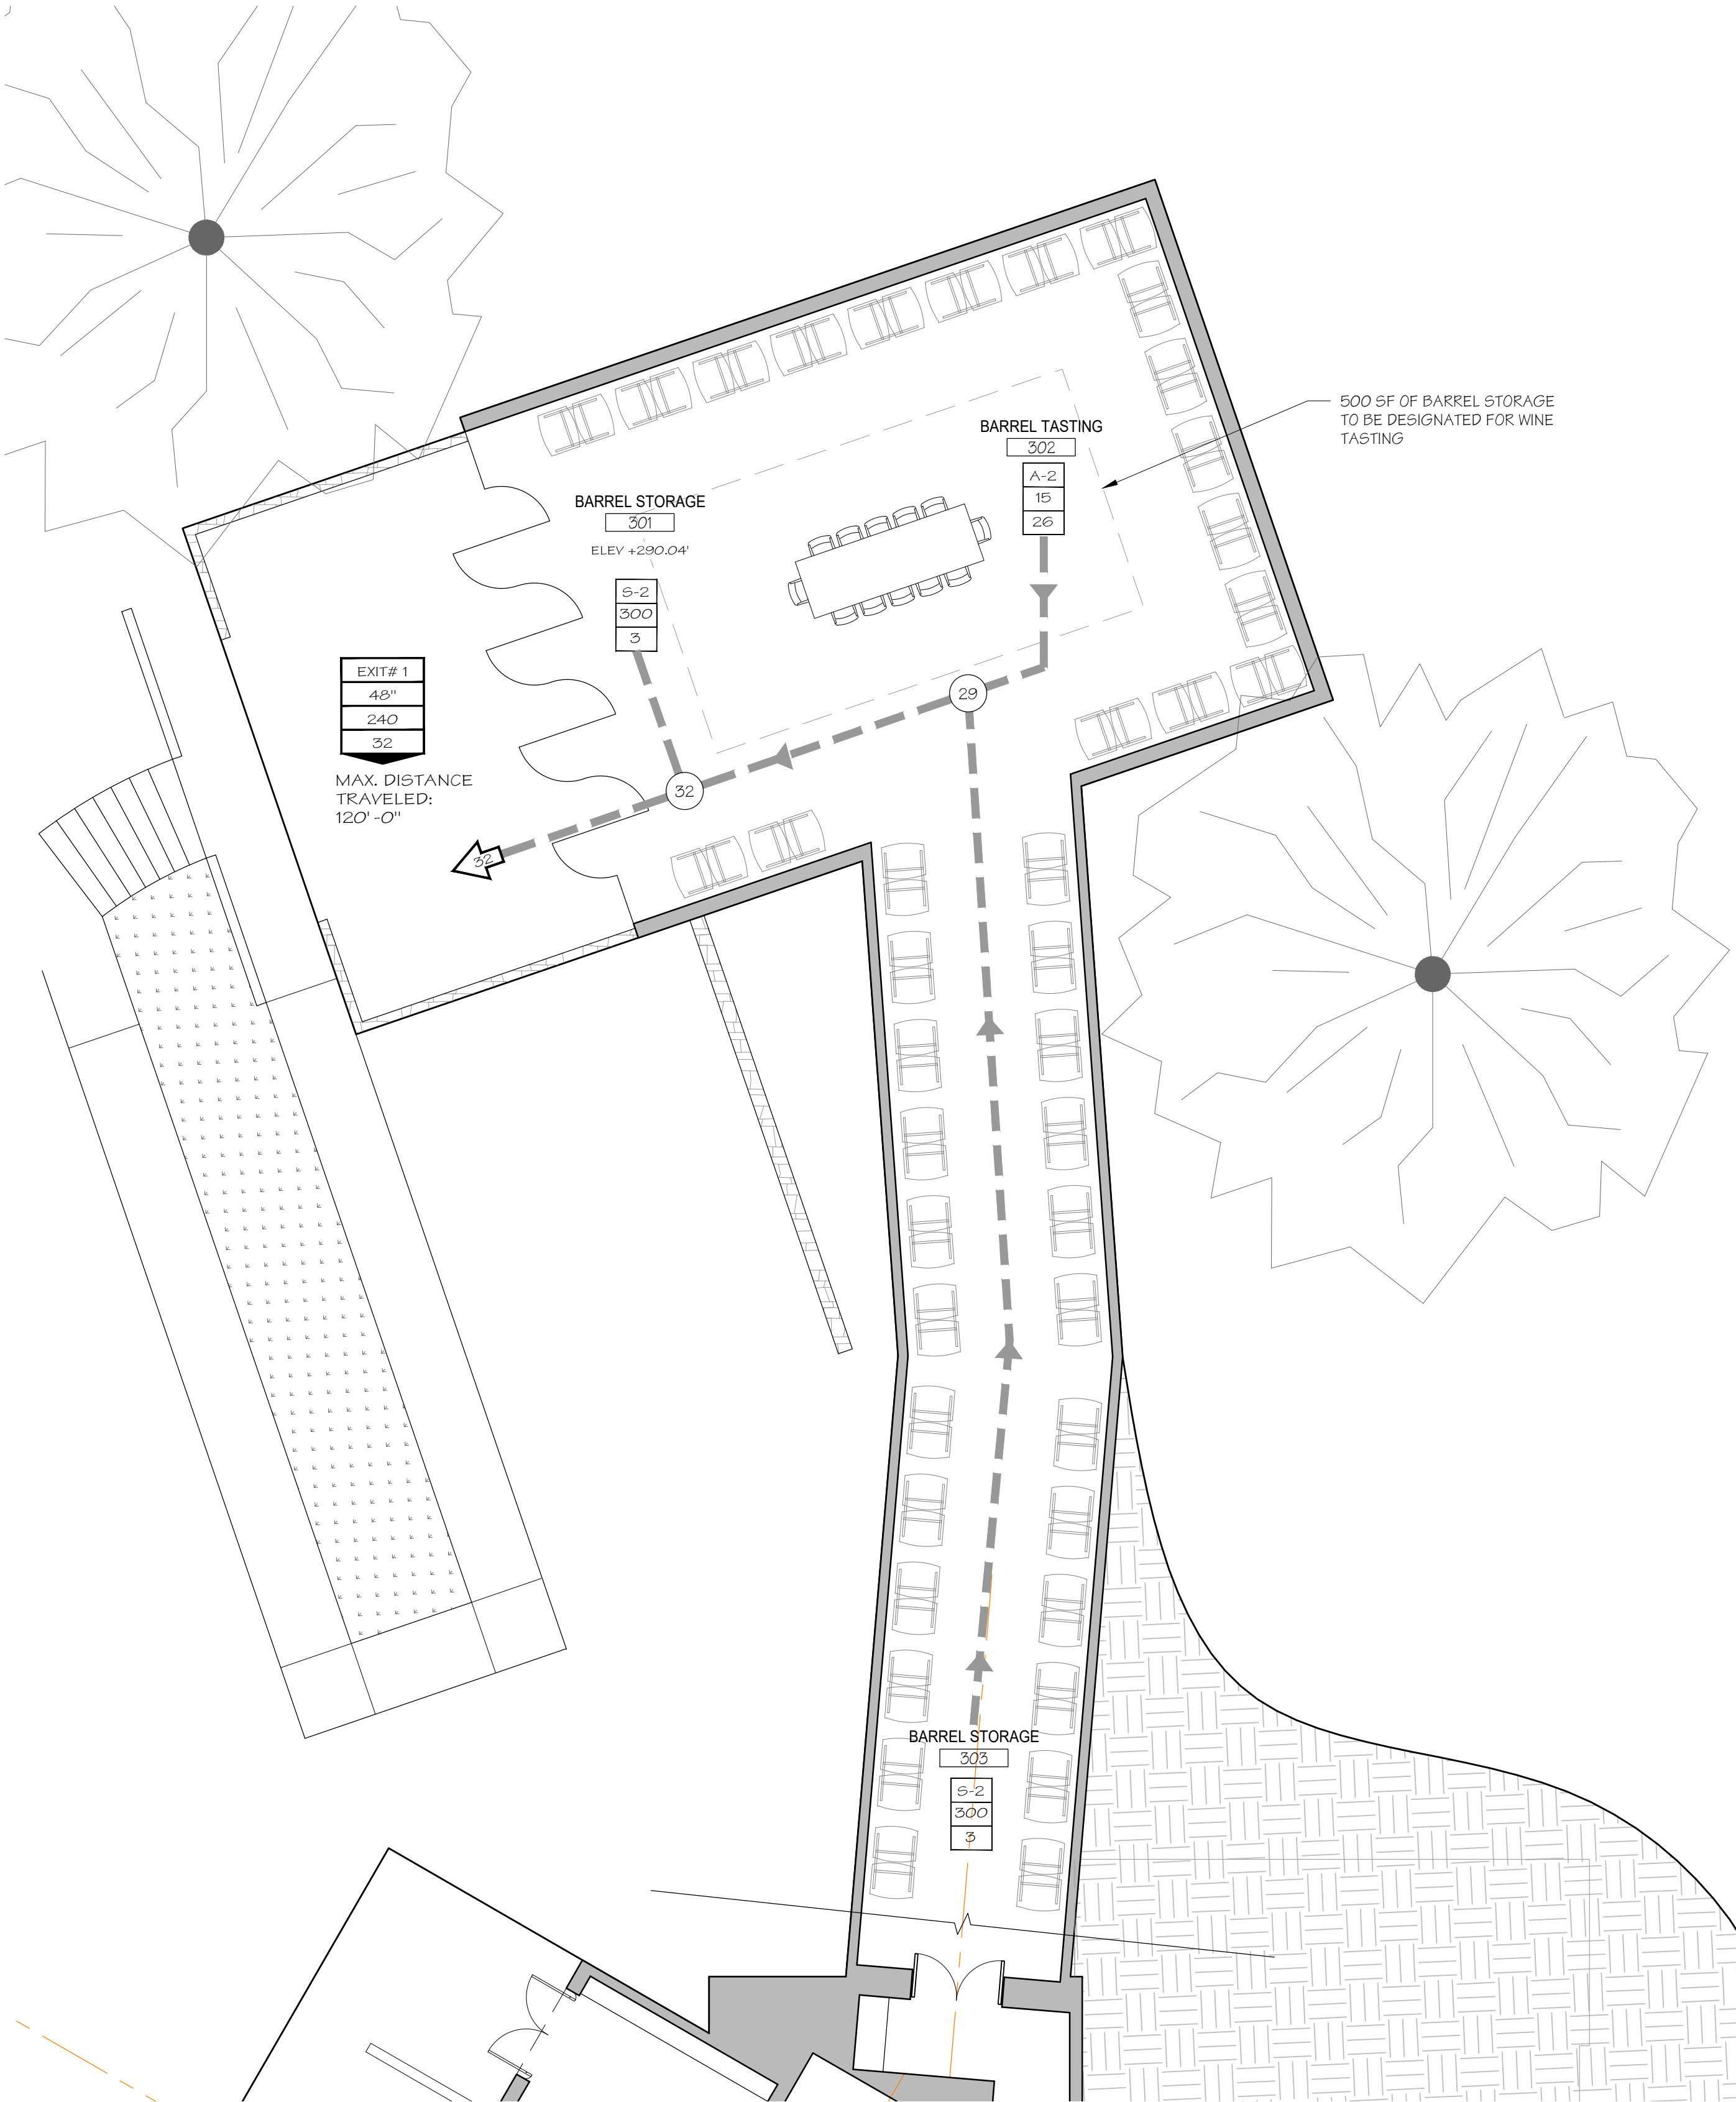 500 SF OF BARREL STORAGE
TO BE DESIGNATED FOR WINE
TASTING
BARREL TASTING
302
A-2
15
26
BARREL STORAGE
301
ELEV +290.04'
S-2
300
3
EXIT# 1
48"
240
32
MAX. DISTANCE
TRAVELED:
120'-0"
29
32
32
BARREL STORAGE
303
S-2
300
3